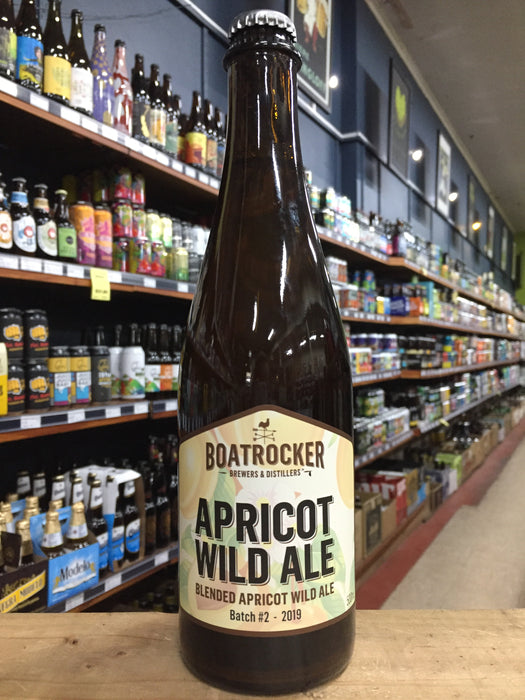 BOATROCKER
BREWERS & DISTILLERS
APRICOT
WILD ALE
BLENDED APRICOT WILD ALE
Batch #2 - 2019
Modelo